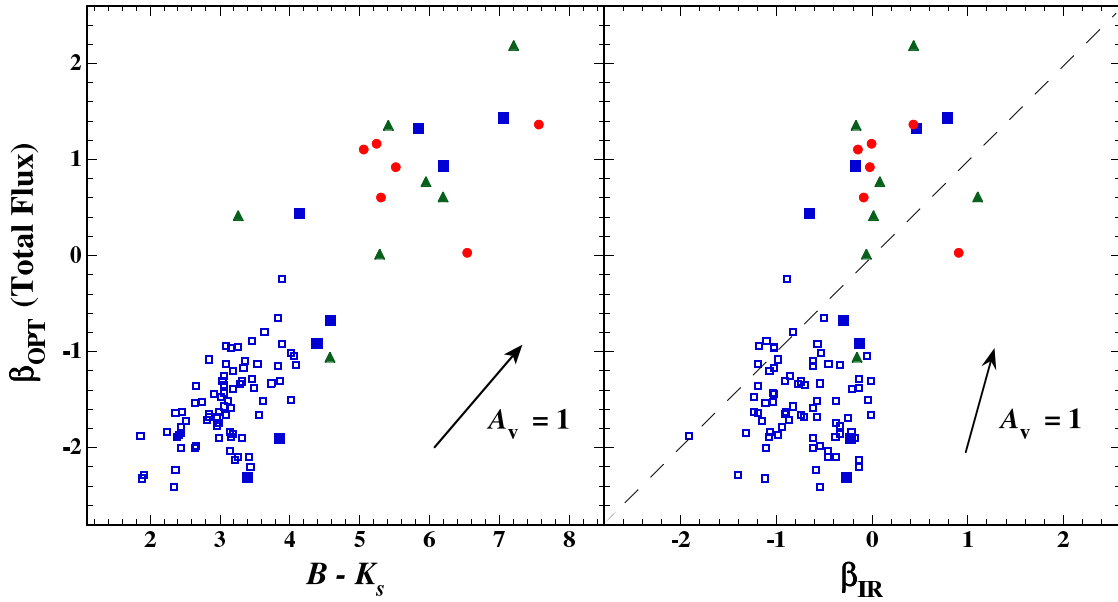 2
1
0
-1
-2
β_OPT (Total Flux)
A_v = 1
A_v = 1
2 3 4 5 6 7 8
-2 -1 0 1 2
B - K_s
β_IR